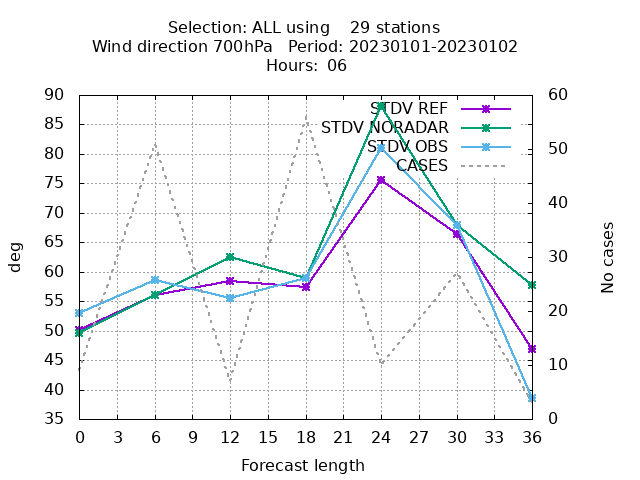 Selection: ALL using    29 stations
Wind direction 700hPa   Period: 20230101-20230102
Hours: 06
90
85
80
75
70
65
60
55
50
45
40
35
deg
60
50
40
30
20
10
0
No cases
STDV REF
STDV NORADAR
STDV OBS
CASES
0 3 6 9 12 15 18 21 24 27 30 33 36
Forecast length